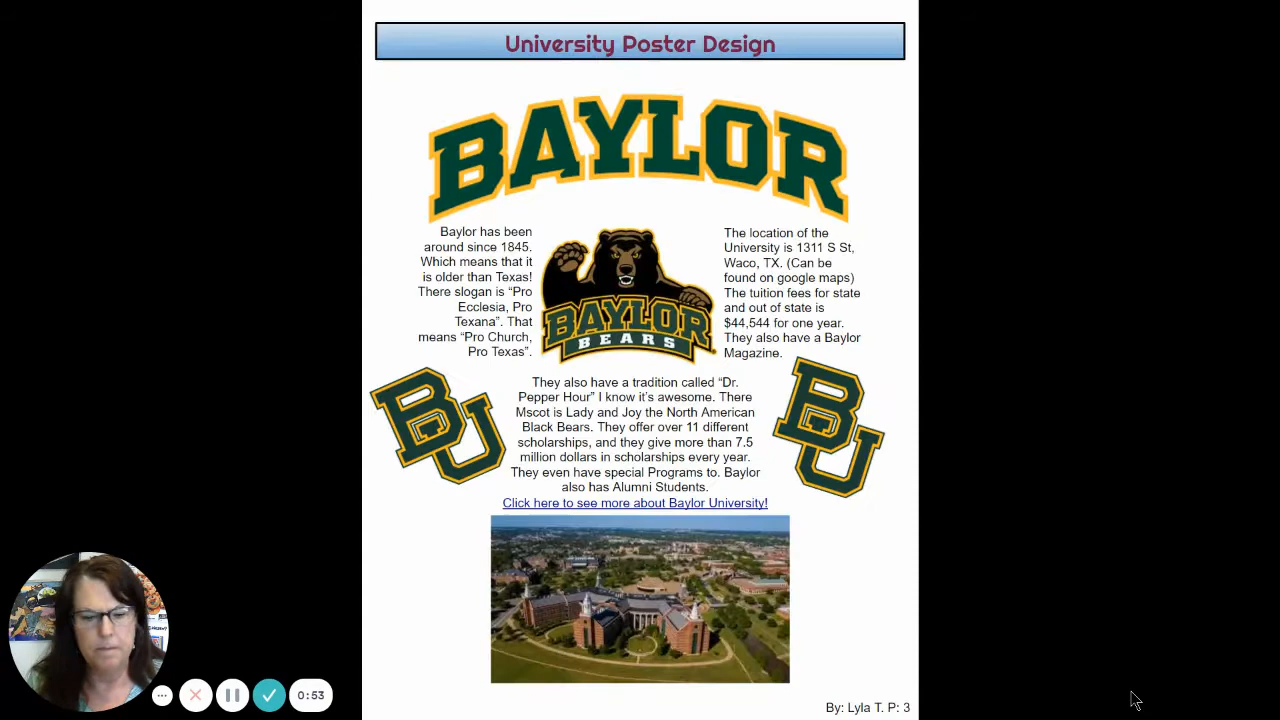 University Poster Design
BAYLOR
Baylor has been
around since 1845.
Which means that it
is older than Texas!
There slogan is “Pro
Ecclesia, Pro
Texana”. That
means “Pro Church,
Pro Texas”.
BAYLOR
BEARS
The location of the
University is 1311 S St,
Waco, TX. (Can be
found on google maps)
The tuition fees for state
and out of state is
$44,544 for one year.
They also have a Baylor
Magazine.
BU
They also have a tradition called “Dr.
Pepper Hour” I know it’s awesome. There
Mscot is Lady and Joy the North American
Black Bears. They offer over 11 different
scholarships, and they give more than 7.5
million dollars in scholarships every year.
They even have special Programs to. Baylor
also has Alumni Students.
Click here to see more about Baylor University!
BU
0:53
By: Lyla T. P: 3